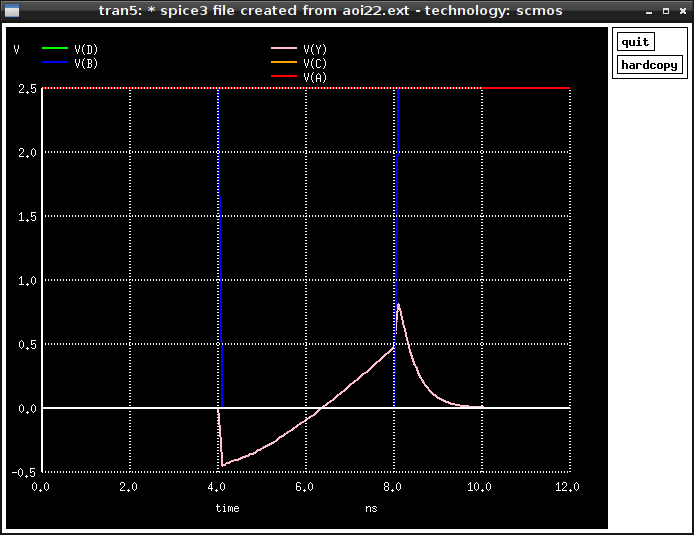 tran5: * spice3 file created from aoi22.ext - technology: scmos
quit
hardcopy
V
V(D)
V(Y)
V(B)
V(C)
V(A)
2.5
2.0
1.5
1.0
0.5
0.0
-0.5
0.0 2.0 4.0 6.0 8.0 10.0 12.0
time ns